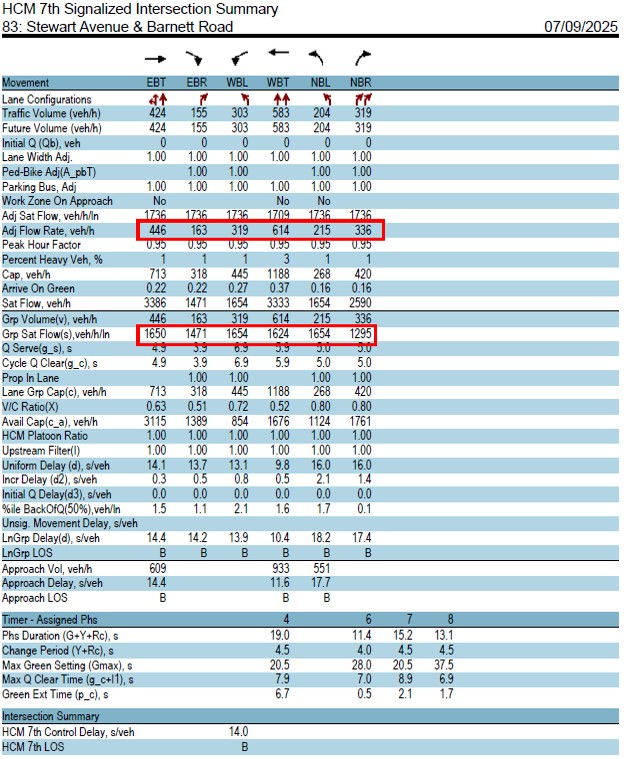 HCM 7th Signalized Intersection Summary
83: Stewart Avenue & Barnett Road 07/09/2025
Movement EBT EBR WBL WBT NBL NBR
Lane Configurations
Traffic Volume (veh/h) 424 155 303 583 204 319
Future Volume (veh/h) 424 155 303 583 204 319
Initial Q (Qb), veh 0 0 0 0 0 0
Lane Width Adj. 1.00 1.00 1.00 1.00 1.00 1.00
Ped-Bike Adj(A_pbT) 1.00 1.00 1.00 1.00
Parking Bus, Adj 1.00 1.00 1.00 1.00 1.00 1.00
Work Zone On Approach No No No
Adj Sat Flow, veh/h/ln 1736 1736 1736 1709 1736 1736
Adj Flow Rate, veh/h 446 163 319 614 215 336
Peak Hour Factor 0.95 0.95 0.95 0.95 0.95 0.95
Percent Heavy Veh, % 1 1 1 3 1 1
Cap, veh/h 713 318 445 1188 268 420
Arrive On Green 0.22 0.22 0.27 0.37 0.16 0.16
Sat Flow, veh/h 3386 1471 1654 3333 1654 2590
Grp Volume(v), veh/h 446 163 319 614 215 336
Grp Sat Flow(s),veh/h/ln 1650 1471 1654 1624 1654 1295
Q Serve(g_s), s 4.9 3.9 6.9 5.9 5.0 5.0
Cycle Q Clear(g_c), s 4.9 3.9 6.9 5.9 5.0 5.0
Prop In Lane 1.00 1.00 1.00 1.00
Lane Grp Cap(c), veh/h 713 318 445 1188 268 420
V/C Ratio(X) 0.63 0.51 0.72 0.52 0.80 0.80
Avail Cap(c_a), veh/h 3115 1389 854 1676 1124 1761
HCM Platoon Ratio 1.00 1.00 1.00 1.00 1.00 1.00
Upstream Filter(I) 1.00 1.00 1.00 1.00 1.00 1.00
Uniform Delay (d), s/veh 14.1 13.7 13.1 9.8 16.0 16.0
Incr Delay (d2), s/veh 0.3 0.5 0.8 0.5 2.1 1.4
Initial Q Delay(d3), s/veh 0.0 0.0 0.0 0.0 0.0 0.0
%ile BackOfQ(50%),veh/ln 1.5 1.1 2.1 1.6 1.7 0.1
Unsig. Movement Delay, s/veh
LnGrp Delay(d), s/veh 14.4 14.2 13.9 10.4 18.2 17.4
LnGrp LOS B B B B B B
Approach Vol, veh/h 609 933 551
Approach Delay, s/veh 14.4 11.6 17.7
Approach LOS B B B
Timer - Assigned Phs 4 6 7 8
Phs Duration (G+Y+Rc), s 19.0 11.4 15.2 13.1
Change Period (Y+Rc), s 4.5 4.0 4.5 4.5
Max Green Setting (Gmax), s 20.5 28.0 20.5 37.5
Max Q Clear Time (g_c+I1), s 7.9 7.0 8.9 6.9
Green Ext Time (p_c), s 6.7 0.5 2.1 1.7
Intersection Summary
HCM 7th Control Delay, s/veh 14.0
HCM 7th LOS B